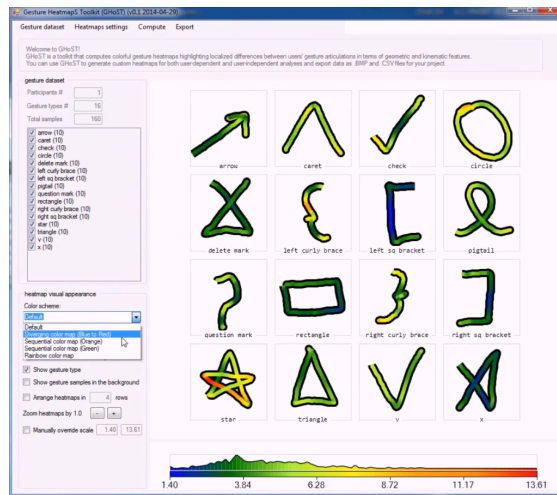 Gesture HeatmapS Toolkit (GHoST) (v0.1 2014-04-29)
Gesture dataset Heatmaps settings Compute Export
Welcome to GHoST!
GHoST is a toolkit that computes colorful gesture heatmaps highlighting localized differences between users' gesture articulations in terms of geometric and kinematic features.
You can use GHoST to generate custom heatmaps for both user-dependent and user-independent analyses and export data as .BMP and .CSV files for your project.
gesture dataset
Participants # 1
Gesture types # 16
Total samples 160
arrow (10)
caret (10)
check (10)
circle (10)
delete mark (10)
left curly brace (10)
left sq bracket (10)
pigtail (10)
question mark (10)
rectangle (10)
right curly brace (10)
right sq bracket (10)
star (10)
triangle (10)
v (10)
x (10)
heatmap visual appearance
Color scheme:
Default
Default
Diverging color map (Blue to Red)
Sequential color map (Orange)
Sequential color map (Green)
Rainbow color map
Show gesture type
Show gesture samples in the background
Arrange heatmaps in 4 rows
Zoom heatmaps by 1.0 - +
Manually override scale 1.40 13.61
arrow caret check circle
delete mark left curly brace left sq bracket pigtail
question mark rectangle right curly brace right sq bracket
star triangle v x
1.40 3.84 6.28 8.72 11.17 13.61